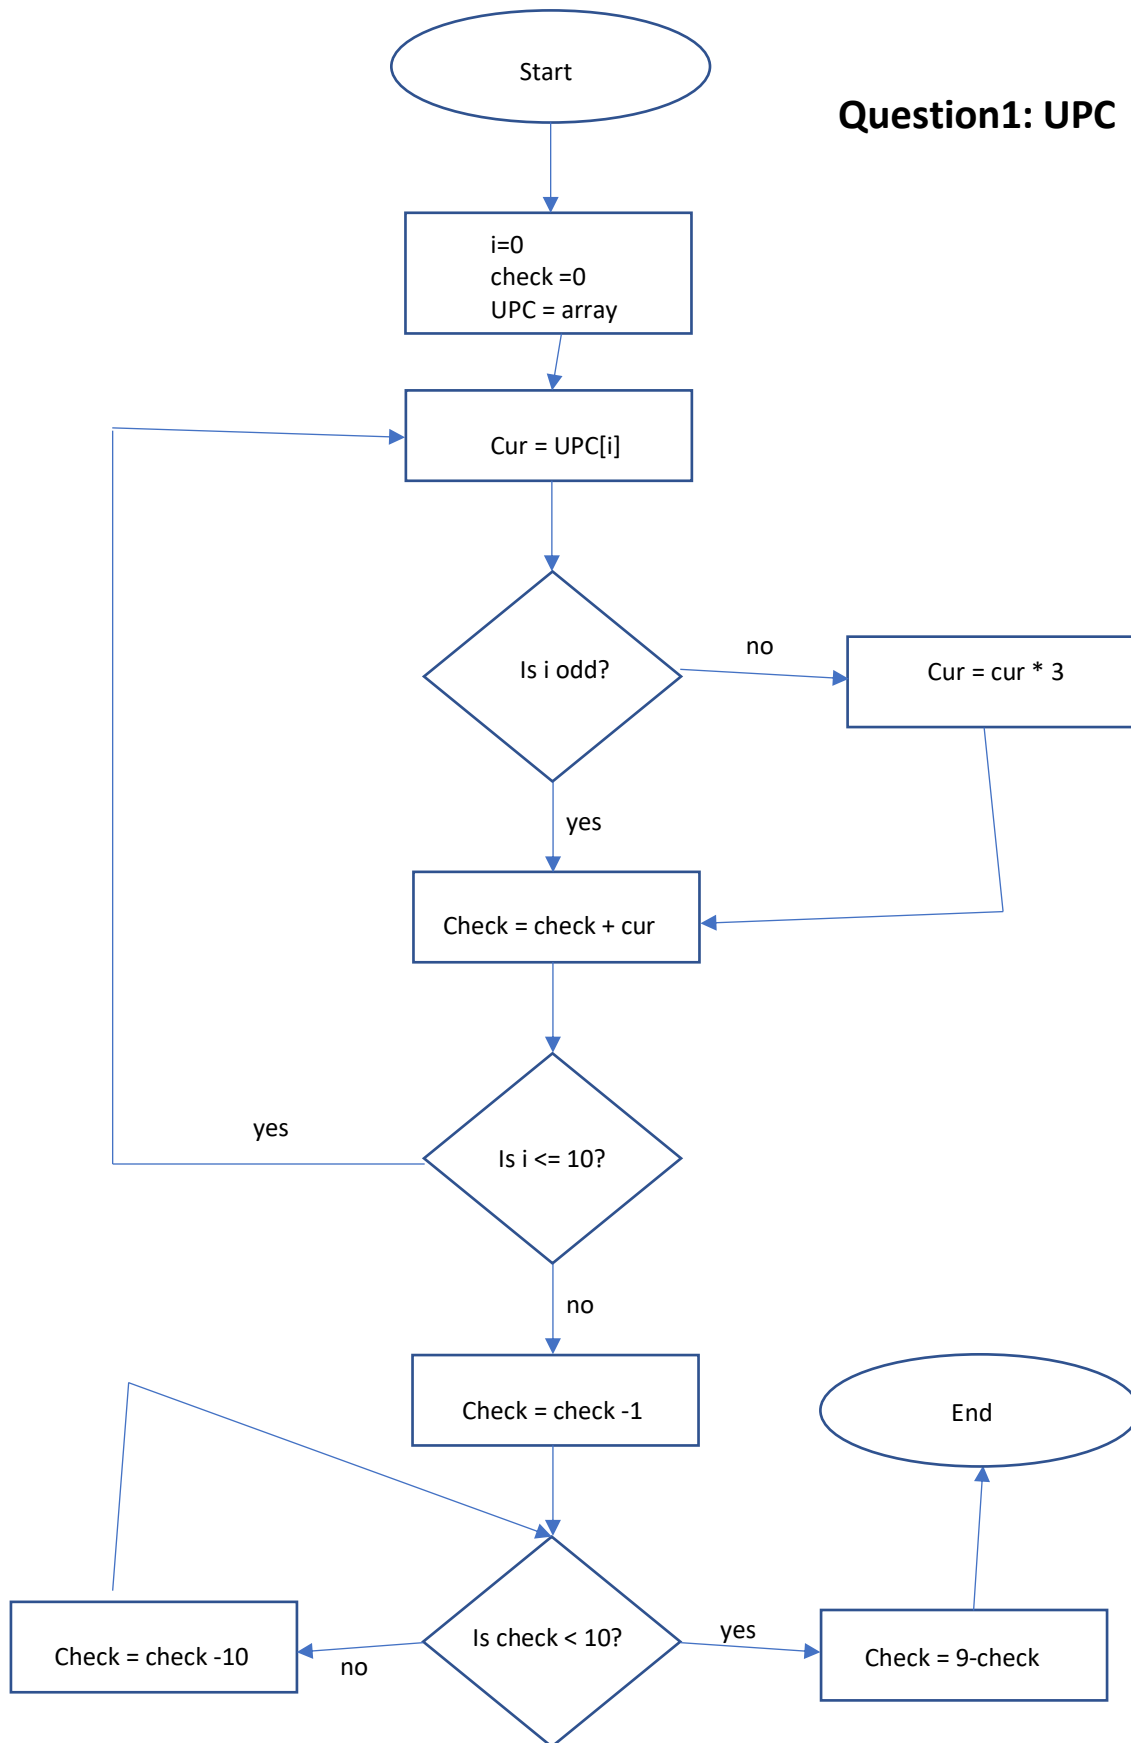 Start
Question1: UPC
i=0
check =0
UPC = array
Cur = UPC[i]
Is i odd?
no
Cur = cur * 3
yes
Check = check + cur
yes
Is i <= 10?
no
Check = check -1
End
Is check < 10?
yes
Check = 9-check
no
Check = check -10